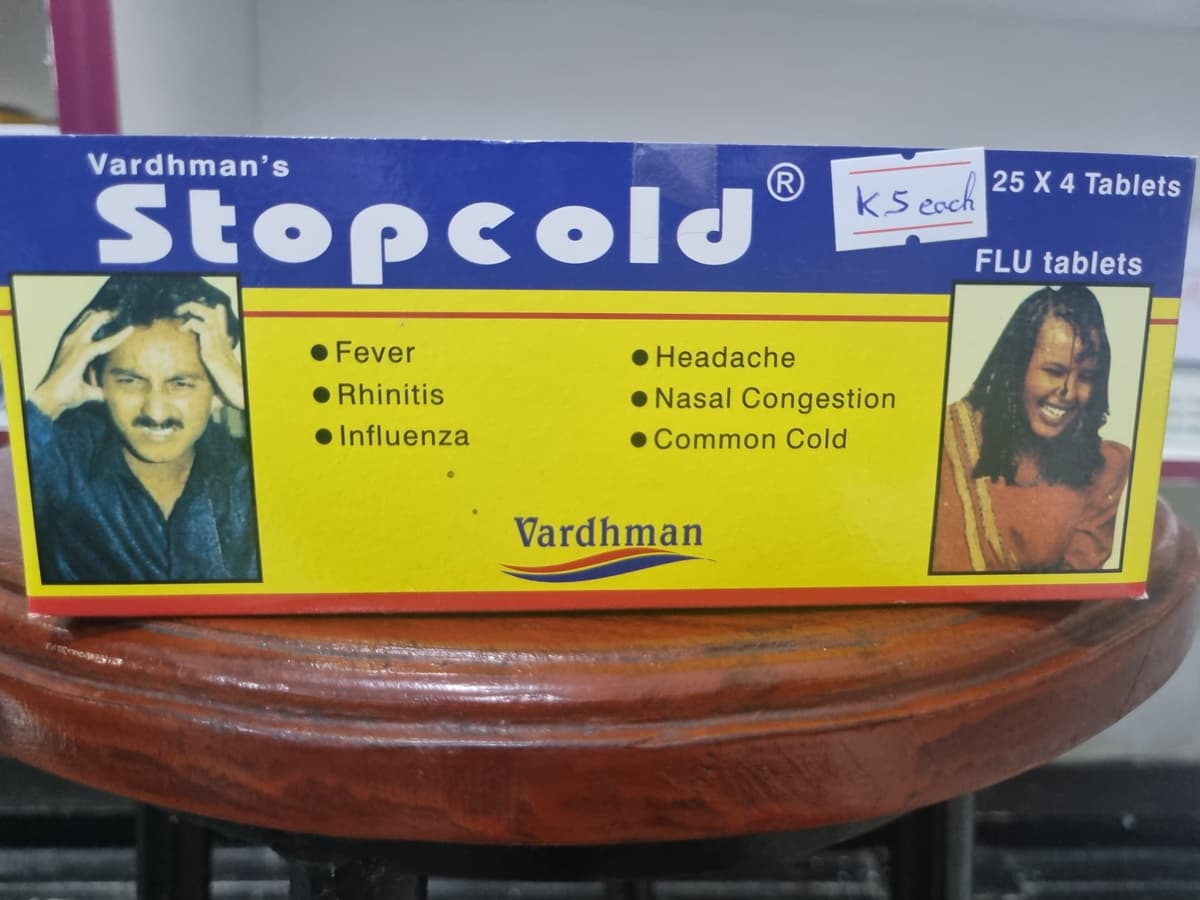 Vardhman's
Stopcold®
K5 each
25 X 4 Tablets
FLU tablets
● Fever
● Rhinitis
● Influenza
● Headache
● Nasal Congestion
● Common Cold
Vardhman